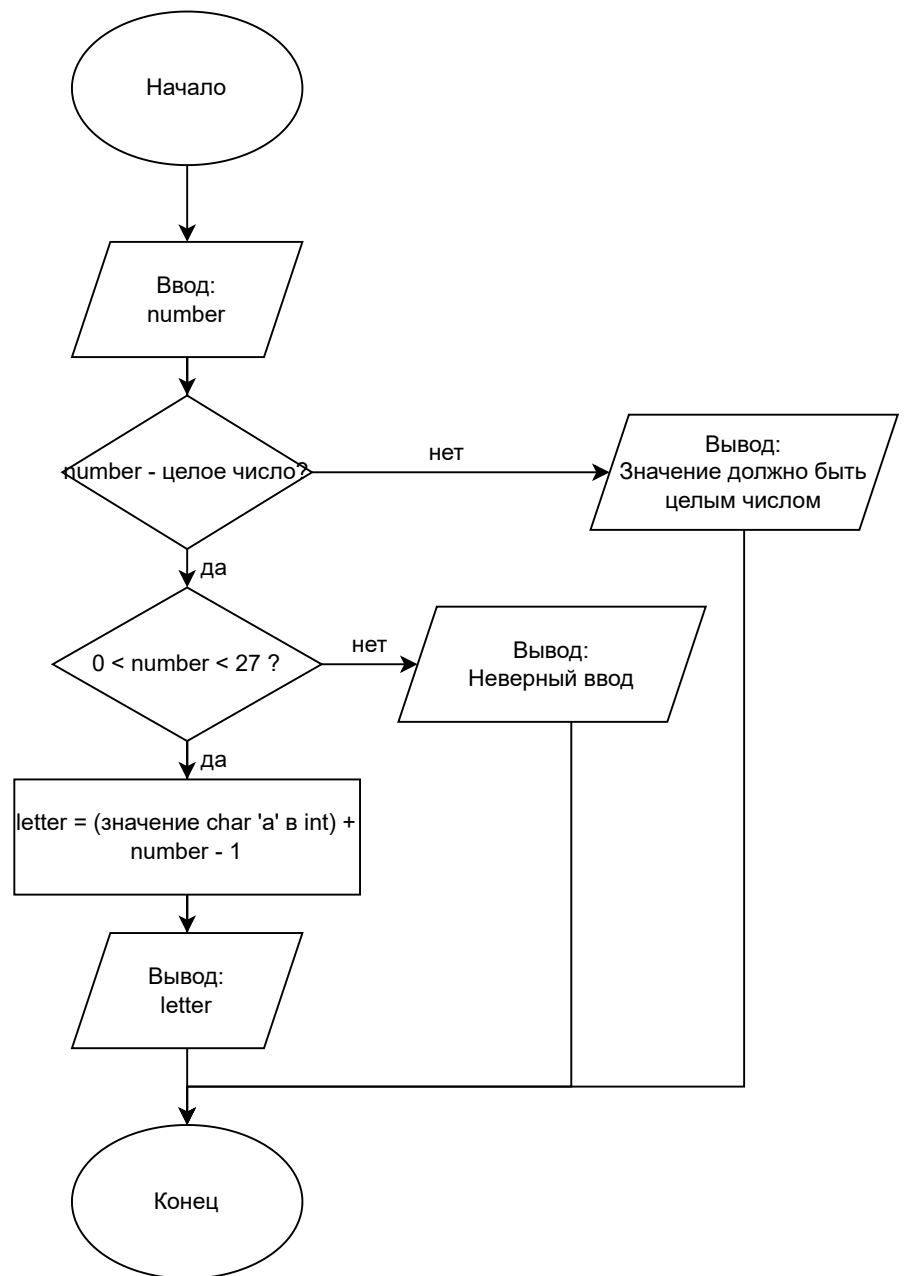 Начало
Ввод:
number
number - целое число?
нет
Вывод:
Значение должно быть
целым числом
да
0 < number < 27 ?
нет
Вывод:
Неверный ввод
да
letter = (значение char 'a' в int) +
number - 1
Вывод:
letter
Конец